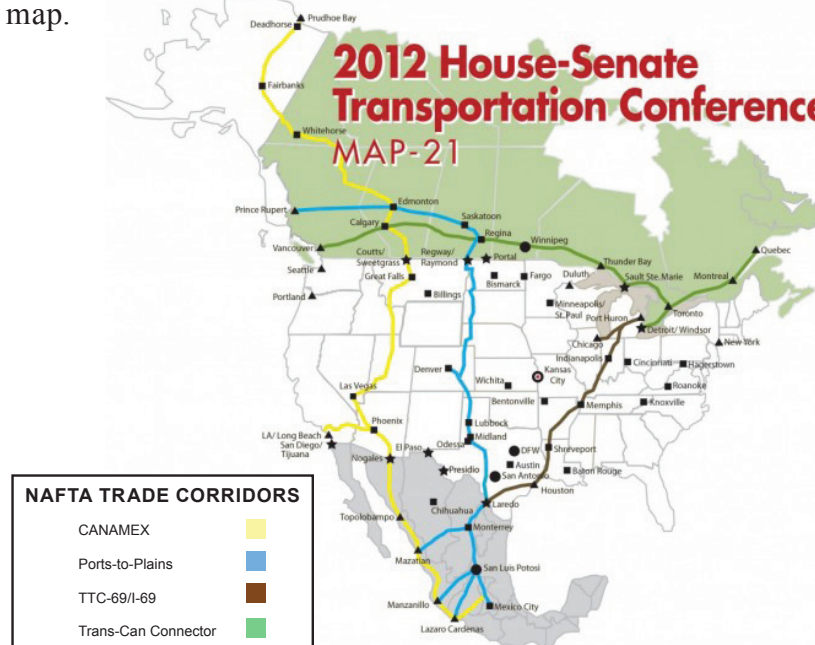 map.
2012 House-Senate
Transportation Conference
MAP-21
Prudhoe Bay
Deadhorse
Fairbanks
Whitehorse
Edmonton
Prince Rupert
Saskatoon
Calgary
Regina
Winnipeg
Vancouver
Coutts/
Sweetgrass
Regway/
Raymond
Portal
Thunder Bay
Quebec
Seattle
Great Falls
Bismarck
Fargo
Duluth
Sault Ste. Marie
Montreal
Portland
Billings
Minneapolis/
St. Paul
Port Huron
Toronto
Detroit/ Windsor
Chicago
New York
Indianapolis
Denver
Kansas
City
Cincinnati
Hagerstown
Wichita
Las Vegas
Bentonville
Memphis
Roanoke
Knoxville
Phoenix
Lubbock
LA/ Long Beach
San Diego/
Tijuana
El Paso
Odessa
Midland
DFW
Shreveport
Nogales
Presidio
Austin
San Antonio
Baton Rouge
Houston
Chihuahua
Laredo
Topolobampo
Monterrey
Mazatlan
San Luis Potosi
Manzanillo
Mexico City
Lazaro Cardenas
NAFTA TRADE CORRIDORS
CANAMEX
Ports-to-Plains
TTC-69/I-69
Trans-Can Connector